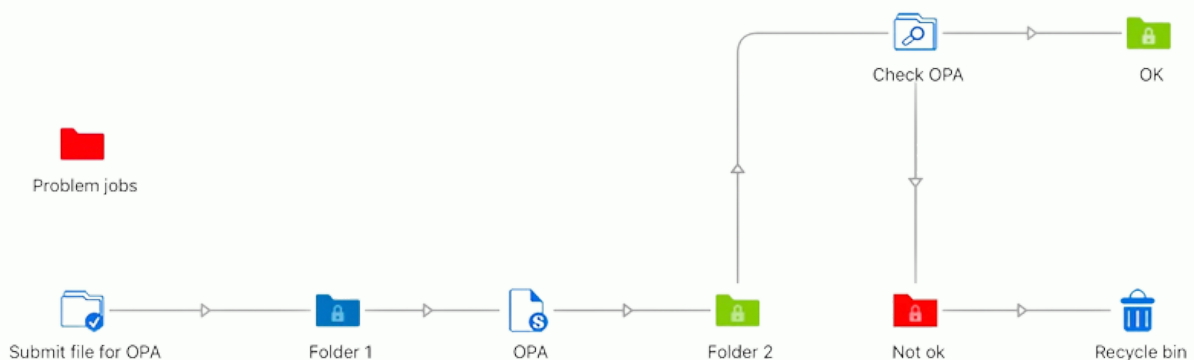 Check OPA
OK
Problem jobs
Submit file for OPA
Folder 1
OPA
Folder 2
Not ok
Recycle bin